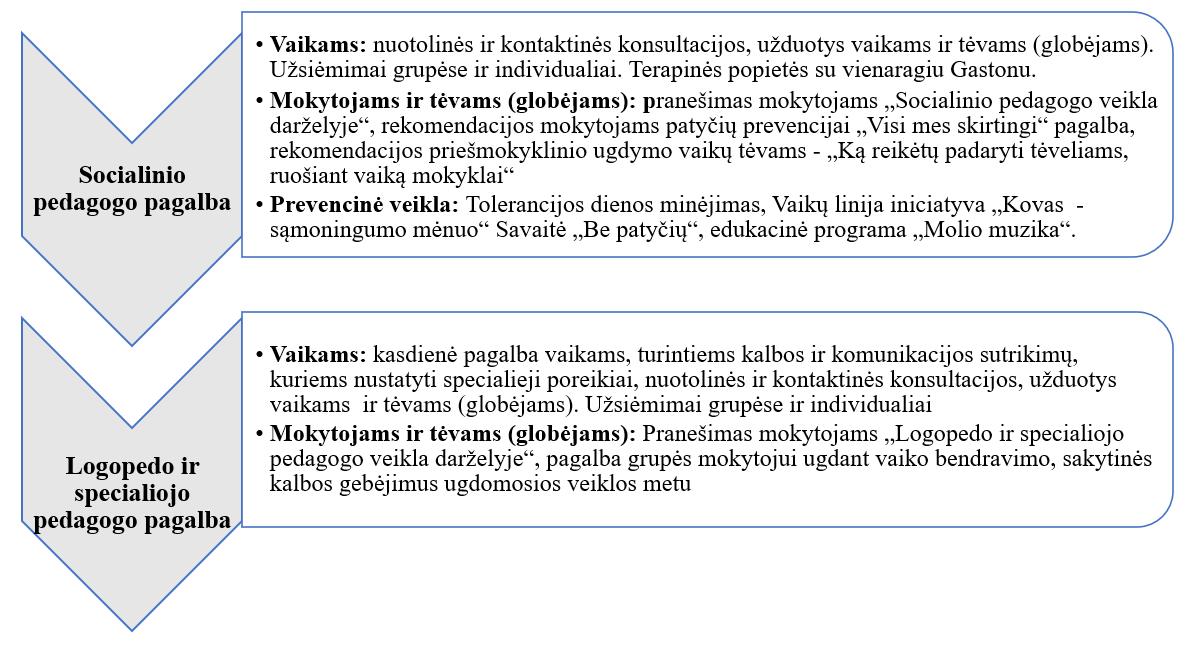 Socialinio
pedagogo pagalba
• Vaikams: nuotolinės ir kontaktinės konsultacijos, užduotys vaikams ir tėvams (globėjams).
Užsiėmimai grupėse ir individualiai. Terapinės popietės su vienaragiu Gastonu.
• Mokytojams ir tėvams (globėjams): pranešimas mokytojams „Socialinio pedagogo veikla
darželyje“, rekomendacijos mokytojams patyčių prevencijai „Visi mes skirtingi“ pagalba,
rekomendacijos priešmokyklinio ugdymo vaikų tėvams - „Ką reikėtų padaryti tėveliams,
ruošiant vaiką mokyklai“
• Prevencinė veikla: Tolerancijos dienos minėjimas, Vaikų linija iniciatyva „Kovas  -
sąmoningumo mėnuo“ Savaitė „Be patyčių“, edukacinė programa „Molio muzika“.
Logopedo ir
specialiojo
pedagogo pagalba
• Vaikams: kasdienė pagalba vaikams, turintiems kalbos ir komunikacijos sutrikimų,
kuriems nustatyti specialieji poreikiai, nuotolinės ir kontaktinės konsultacijos, užduotys
vaikams  ir tėvams (globėjams). Užsiėmimai grupėse ir individualiai
• Mokytojams ir tėvams (globėjams): Pranešimas mokytojams „Logopedo ir specialiojo
pedagogo veikla darželyje“, pagalba grupės mokytojui ugdant vaiko bendravimo, sakytinės
kalbos gebėjimus ugdomosios veiklos metu